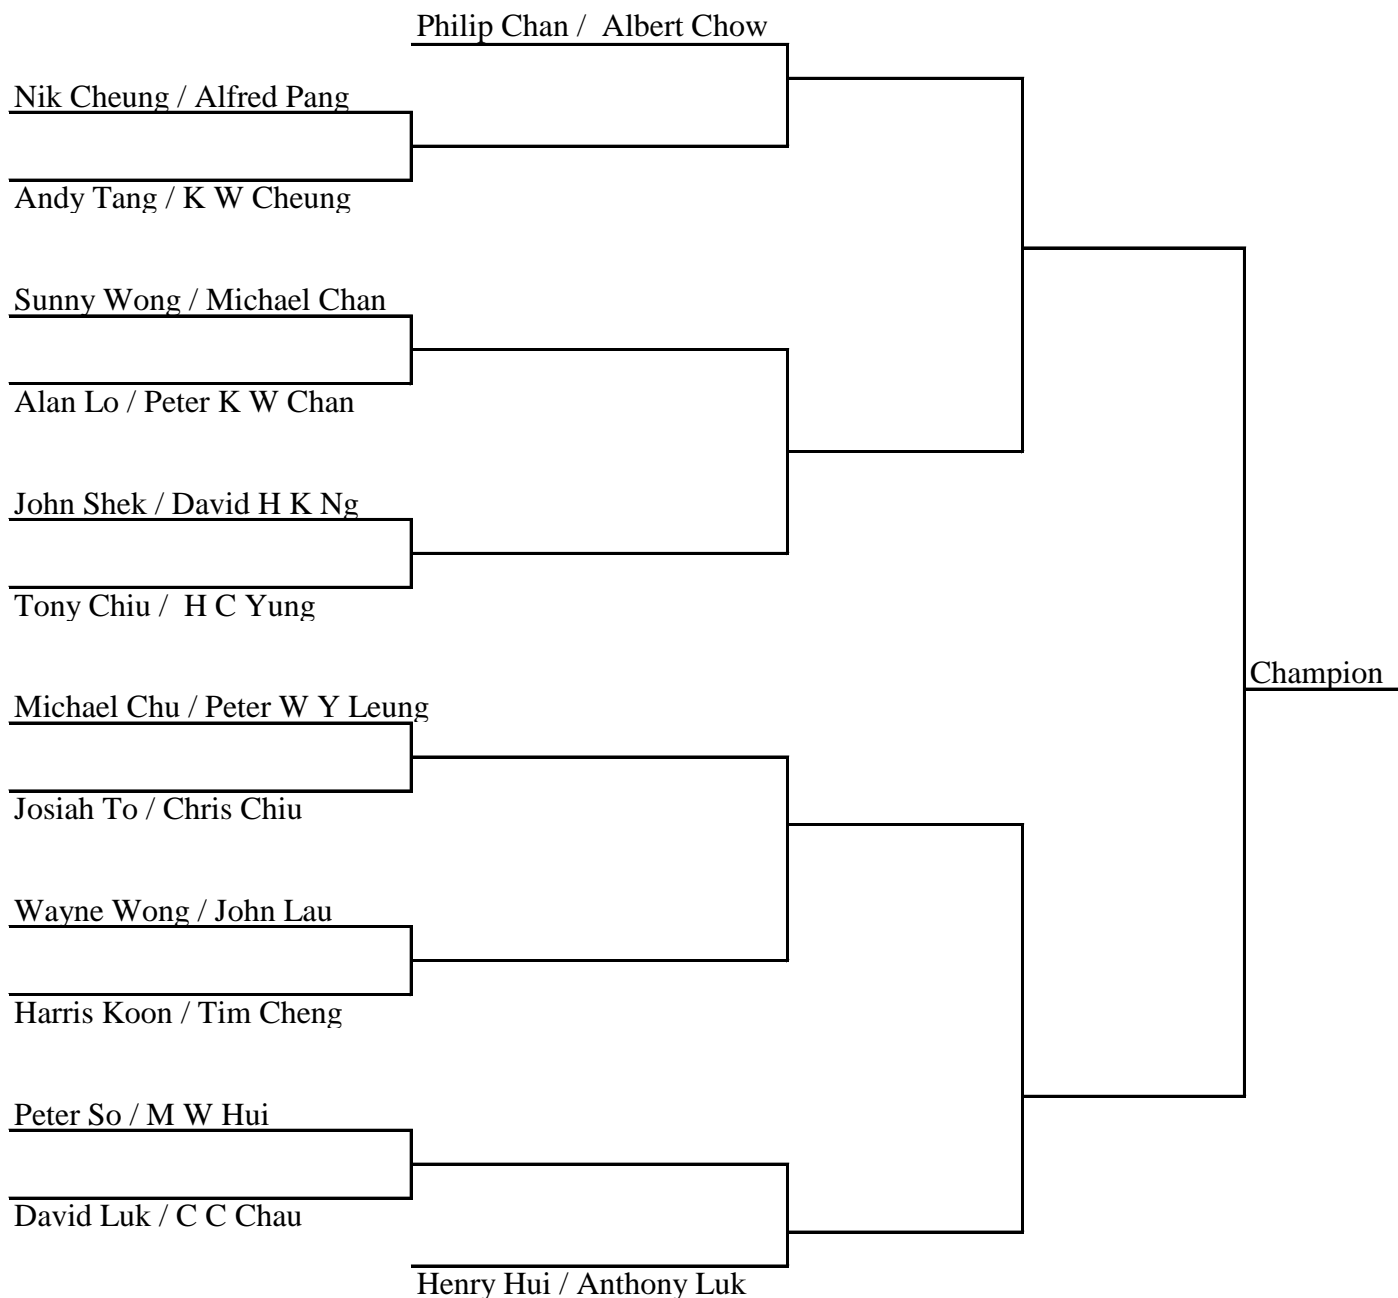 Philip Chan /  Albert Chow
Nik Cheung / Alfred Pang
Andy Tang / K W Cheung
Sunny Wong / Michael Chan
Alan Lo / Peter K W Chan
John Shek / David H K Ng
Tony Chiu /  H C Yung
Champion
Michael Chu / Peter W Y Leung
Josiah To / Chris Chiu
Wayne Wong / John Lau
Harris Koon / Tim Cheng
Peter So / M W Hui
David Luk / C C Chau
Henry Hui / Anthony Luk